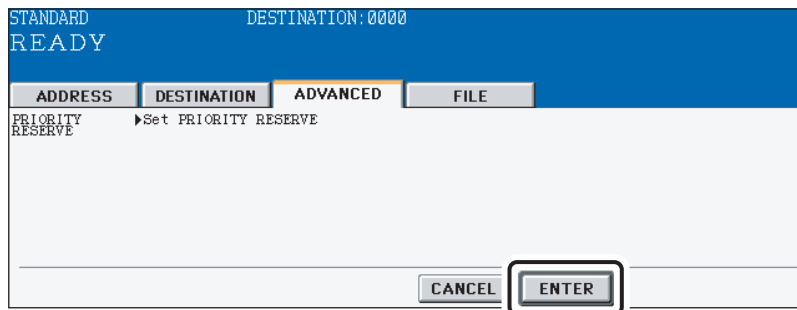 STANDARD DESTINATION:0000
READY
ADDRESS DESTINATION ADVANCED FILE
PRIORITY RESERVE ▶Set PRIORITY RESERVE
CANCEL ENTER